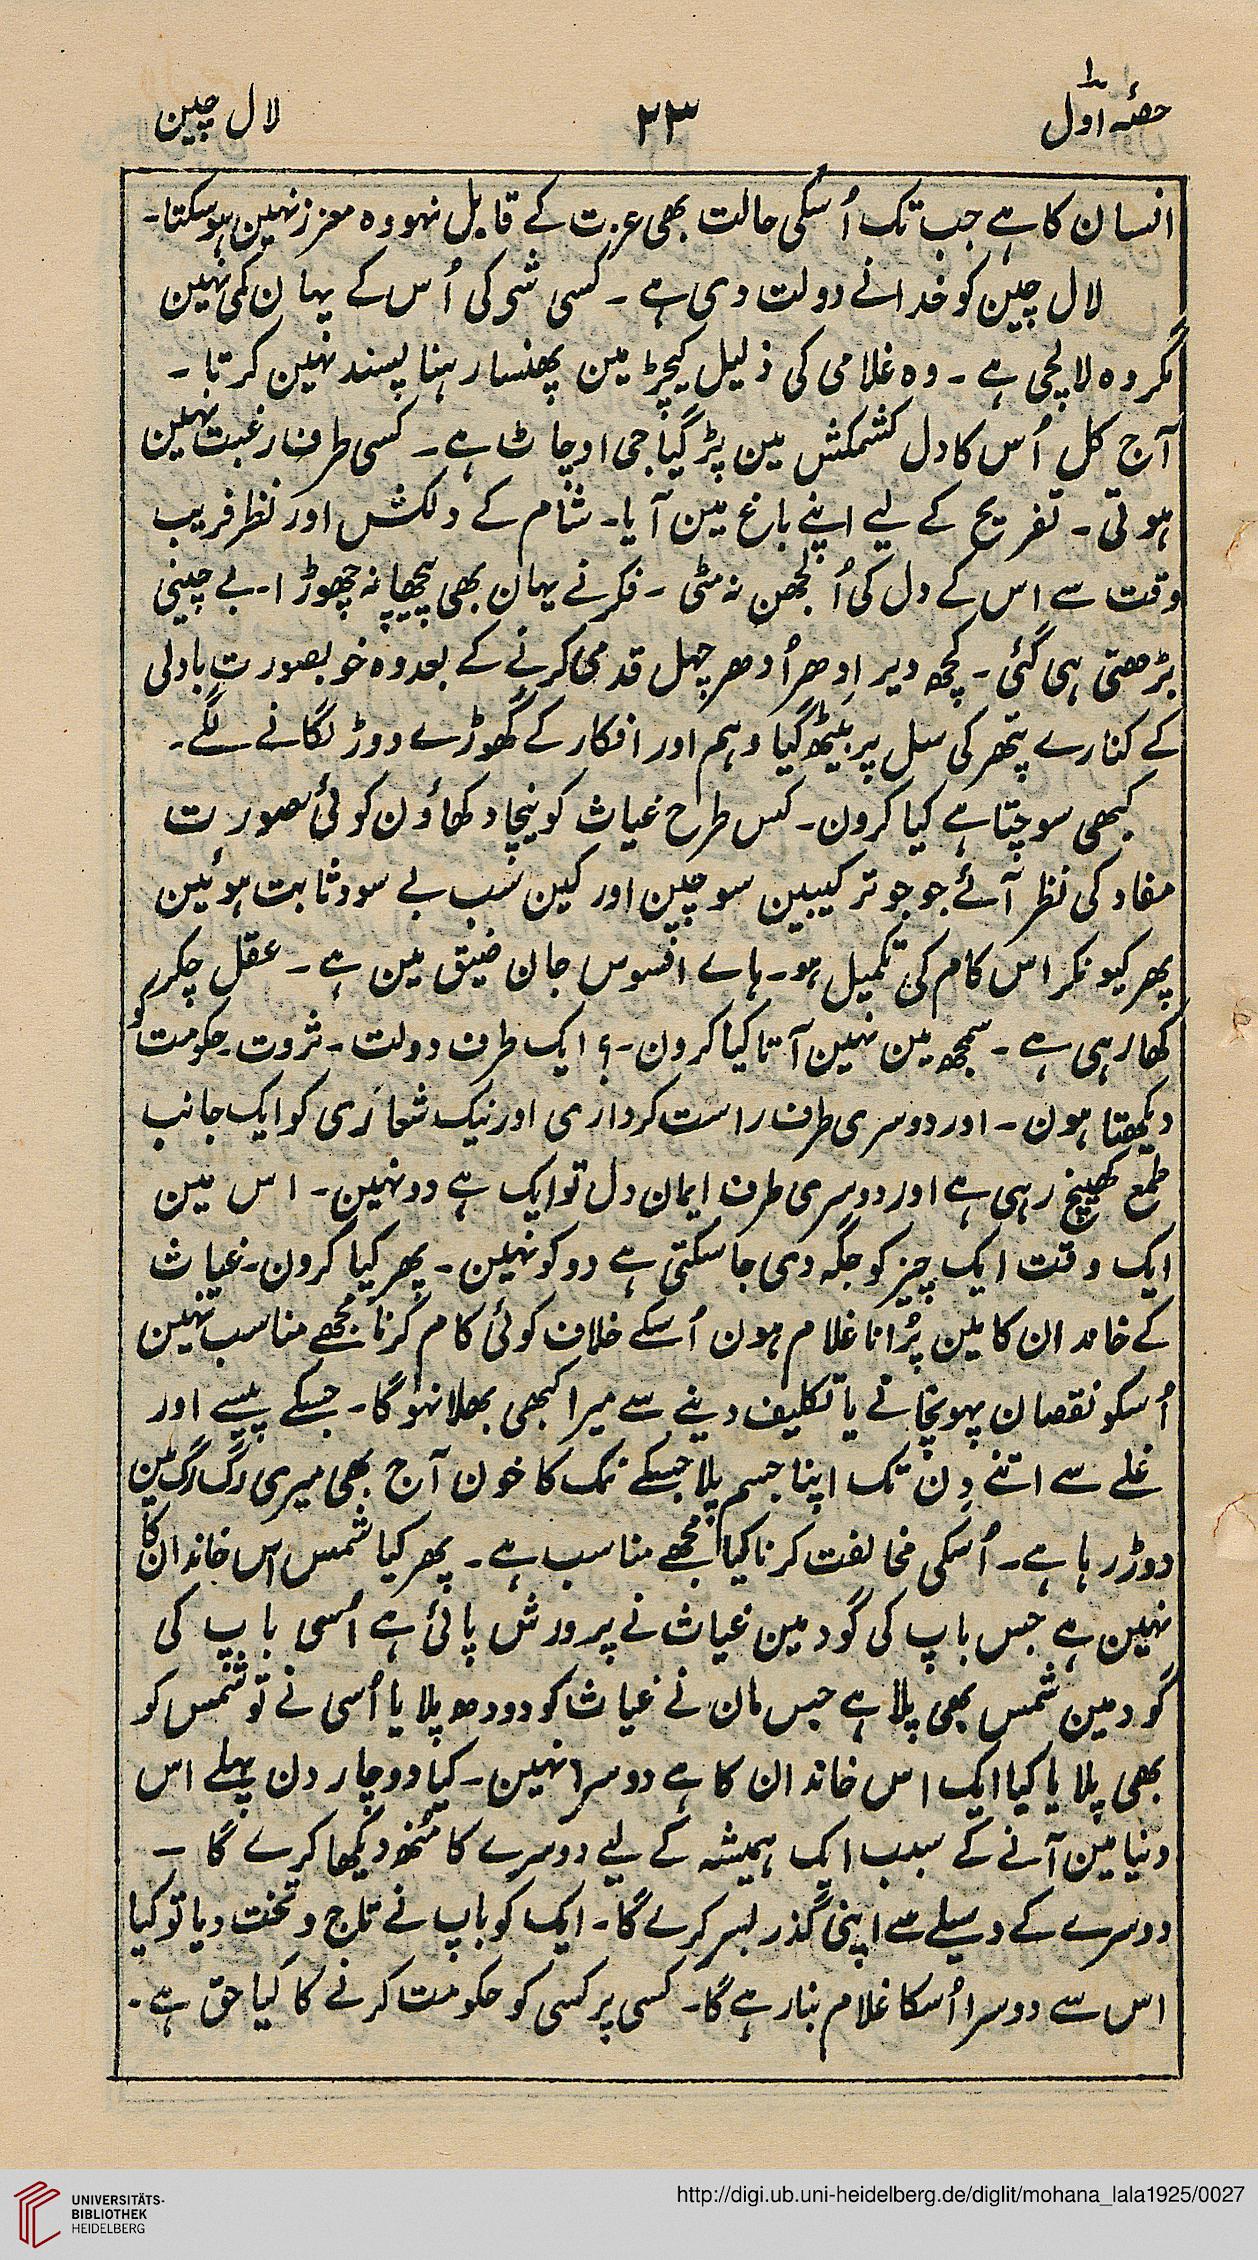 حصّہ اوّل
۲۳
لال چین
انسان کا ہے جب تک اُسکی حالت بھی عزت کے قابل نہو وہ معزز نہین ہوسکتا۔
لال چین کو خدا نے دولت دی ہے۔ کسی شی کی اُس کے یہان کمی نہین
مگر وہ لالچی ہے۔ وہ غلامی کی ذلیل کیچڑ مین پھنسا رہنا پسند نہین کرتا۔
آج کل اُس کا دل کشمکش مین پڑ گیا جی اوچاٹ ہے۔ کسی طرف رغبت نہین
ہوتی۔ تفریح کے لیے اپنے باغ مین آیا۔ شام کے دلکش اور نظر فریب
وقت سے اس کے دل کی اُلجھن نہ مٹی۔ فکر نے یہان بھی پیچھا نہ چھوڑا۔ بے چینی
بڑھتی ہی گئی۔ کچھ دیر اِدھر اُدھر چہل قدمی کرنے کے بعد وہ خوبصورت باولی
کے کنارے پتھر کی سل پر بیٹھ گیا وہم اور افکار کے گھوڑے دوڑ لگانے لگے۔
کبھی سوچتا ہے کیا کرون۔ کس طرح غیاث کو نیچا دکھاؤن کوئی صورت
مفاد کی نظر آئے جو جو ترکیبین سوچین اور کین سب بے سود ثابت ہوئین
پھر کیونکر اس کام کی تکمیل ہو۔ ہاے افسوس جان ضیق مین ہے۔ عقل چکر
کھا رہی ہے۔ سمجھ مین نہین آتا کیا کرون۔؟ ایک طرف دولت۔ ثروت۔ حکومت کو
دیکھتا ہون۔ اور دوسری طرف راست کرداری اور نیک شعاری کو ایک جانب
طمع کھینچ رہی ہے اور دوسری طرف ایمان دل تو ایک ہے دو نہین۔ اس مین
ایک وقت ایک چیز کو جگہ دی جا سکتی ہے دو کو نہین۔ پھر کیا کرون۔ غیاث
کے خاندان کا مین پُرانا غلام ہون اُسکے خلاف کوئی کام کرنا مجھے مناسب نہین
اُسکو نقصان پہونچانے یا تکلیف دینے سے میرا کبھی بھلا نہوگا۔ جسکے پیسے اور
غلے سے اتنے دِن تک اپنا جسم پلا جسکے نمک کا خون آج بھی میری رگ رگ مین
دوڑ رہا ہے۔ اُسکی مخالفت کرنا کیا مجھے مناسب ہے۔ پھر کیا شمس اس خاندان کا
نہین ہے جس باپ کی گود مین غیاث نے پرورش پائی ہے اُسی باپ کی
گود مین شمس بھی پلا ہے جس مان نے غیاث کو دودھ پلایا اُسی نے تو شمس کو
بھی پلایا کیا ایک اس خاندان کا ہے دوسرا نہین۔ کیا دو چار دن پہلے اس
دنیا مین آنے کے سبب ایک ہمیشہ کے لیے دوسرے کا منھ دیکھا کرے گا۔
دوسرے کے وسیلے سے اپنی گذر بسر کرے گا۔ ایک کو باپ نے تاج و تخت دیا تو کیا
اس سے دوسرا اُسکا غلام بنا رہے گا۔ کسی پر کسی کو حکومت کرنے کا کیا حق ہے۔
UNIVERSITÄTS-
BIBLIOTHEK
HEIDELBERG
http://digi.ub.uni-heidelberg.de/diglit/mohana_lala1925/0027